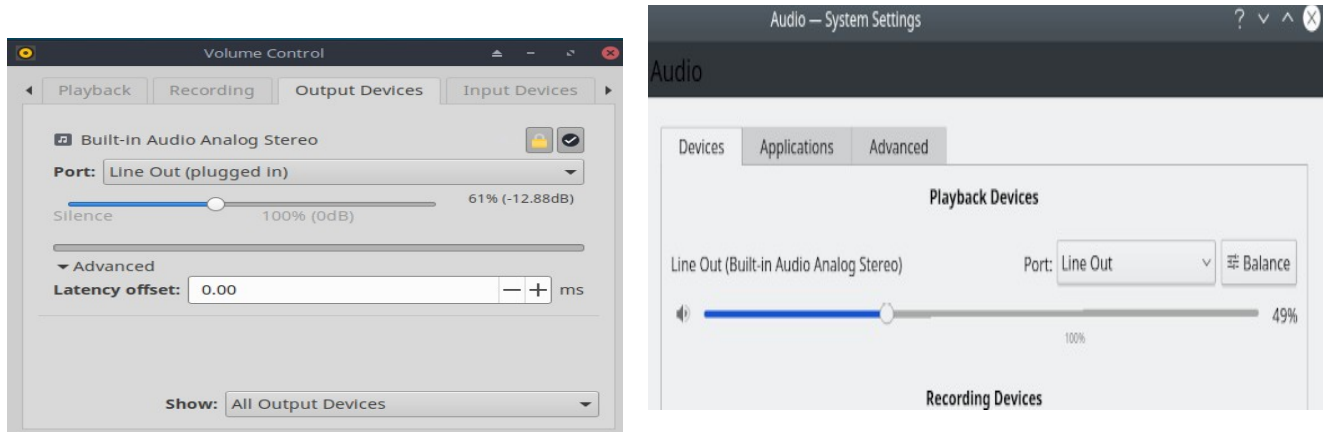 Volume Control
Playback Recording Output Devices Input Devices
Built-in Audio Analog Stereo
Port: Line Out (plugged in)
61% (-12.88dB)
Silence 100% (0dB)
Advanced
Latency offset: 0.00 ms
Show: All Output Devices
Audio — System Settings
Audio
Devices Applications Advanced
Playback Devices
Line Out (Built-in Audio Analog Stereo) Port: Line Out Balance
49%
100%
Recording Devices